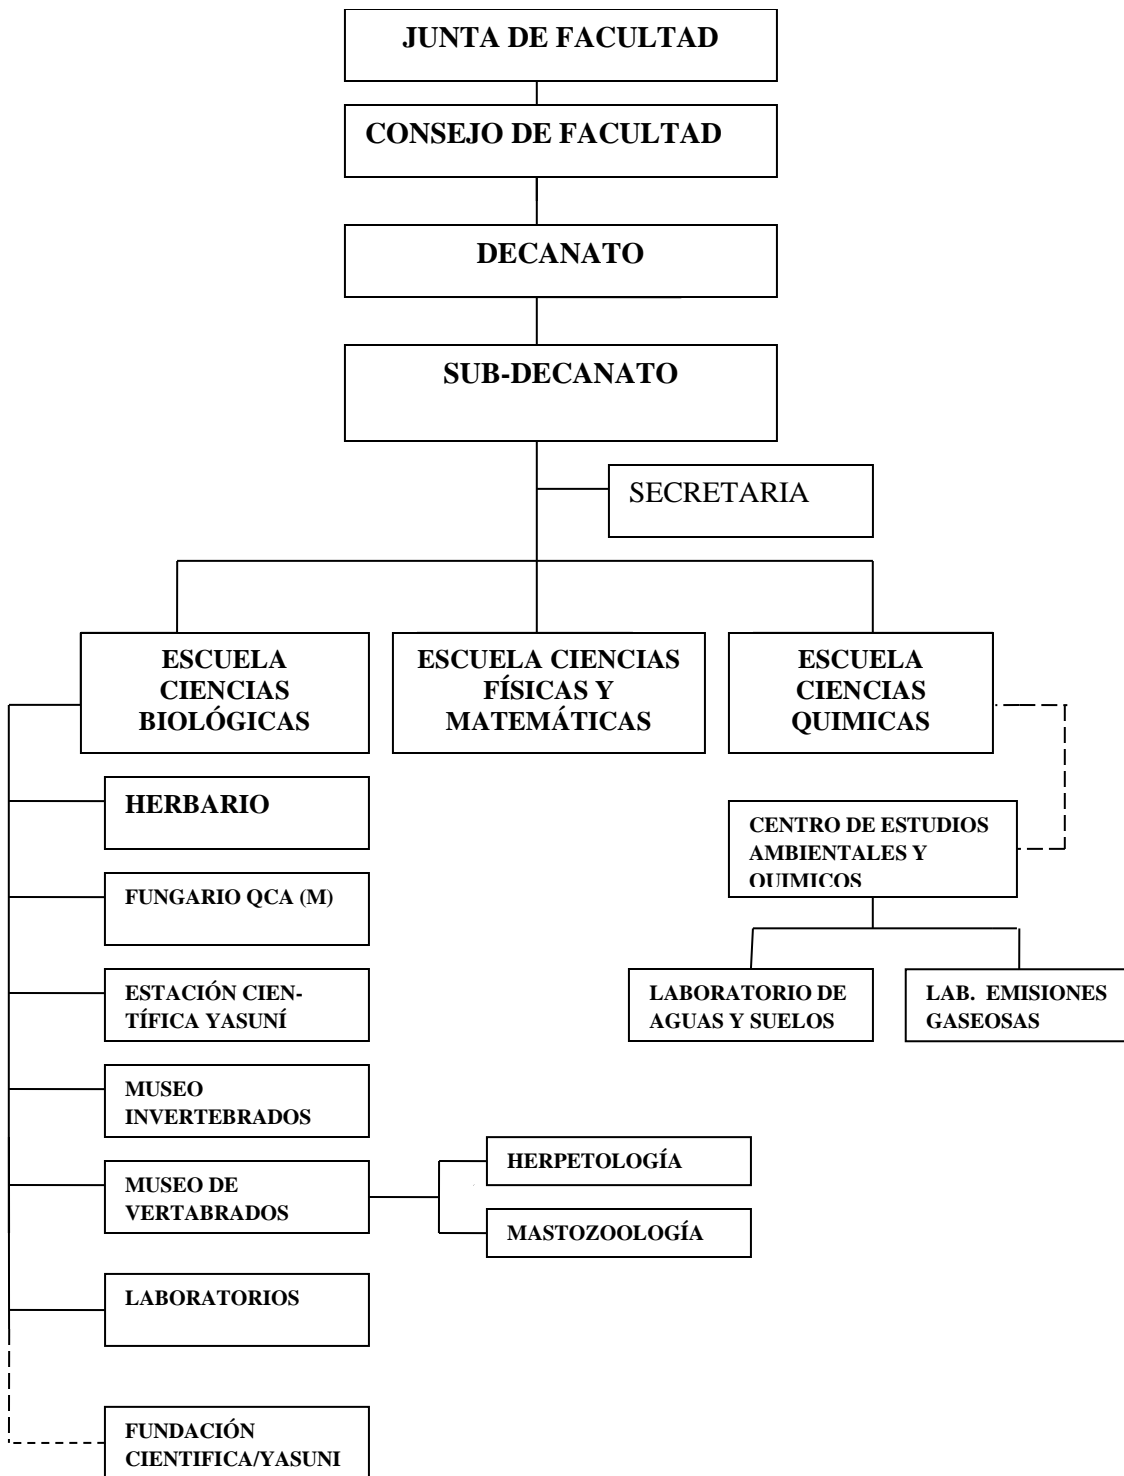 JUNTA DE FACULTAD
CONSEJO DE FACULTAD
DECANATO
SUB-DECANATO
SECRETARIA
ESCUELA
CIENCIAS
BIOLÓGICAS
ESCUELA CIENCIAS
FÍSICAS Y
MATEMÁTICAS
ESCUELA
CIENCIAS
QUIMICAS
HERBARIO
FUNGARIO QCA (M)
ESTACIÓN CIEN-
TÍFICA YASUNÍ
MUSEO
INVERTEBRADOS
MUSEO DE
VERTABRADOS
HERPETOLOGÍA
MASTOZOOLOGÍA
LABORATORIOS
FUNDACIÓN
CIENTIFICA/YASUNI
CENTRO DE ESTUDIOS
AMBIENTALES Y
QUIMICOS
LABORATORIO DE
AGUAS Y SUELOS
LAB. EMISIONES
GASEOSAS